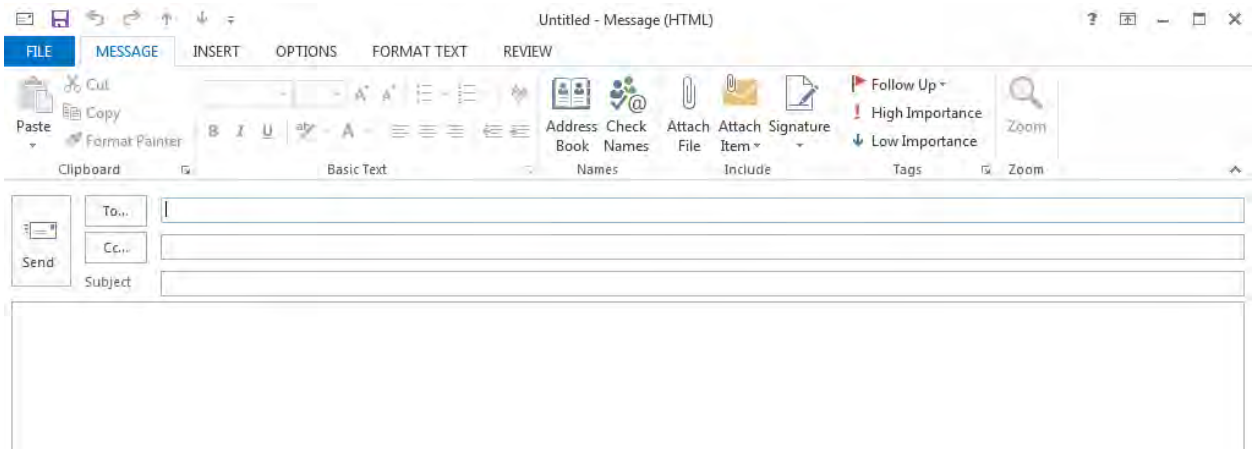 Untitled - Message (HTML)
?
FILE MESSAGE INSERT OPTIONS FORMAT TEXT REVIEW
Paste
Cut
Copy
Format Painter
Clipboard
A A
B I U ab A
Basic Text
Address Book
Check Names
Names
Attach File
Attach Item
Signature
Include
Follow Up
! High Importance
Low Importance
Tags
Zoom
Zoom
Send
To...
Cc...
Subject